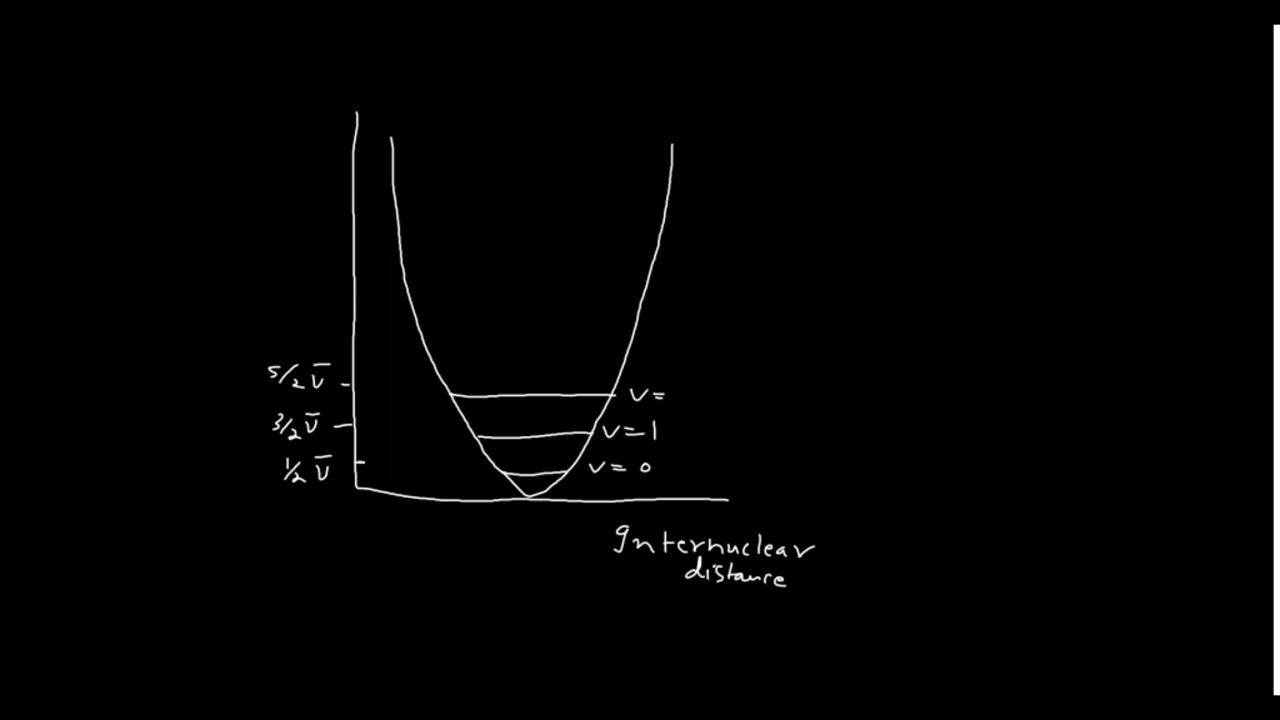 5/2 ν̅
v=
3/2 ν̅
v=1
1/2 ν̅
v= 0
Internuclear
distance